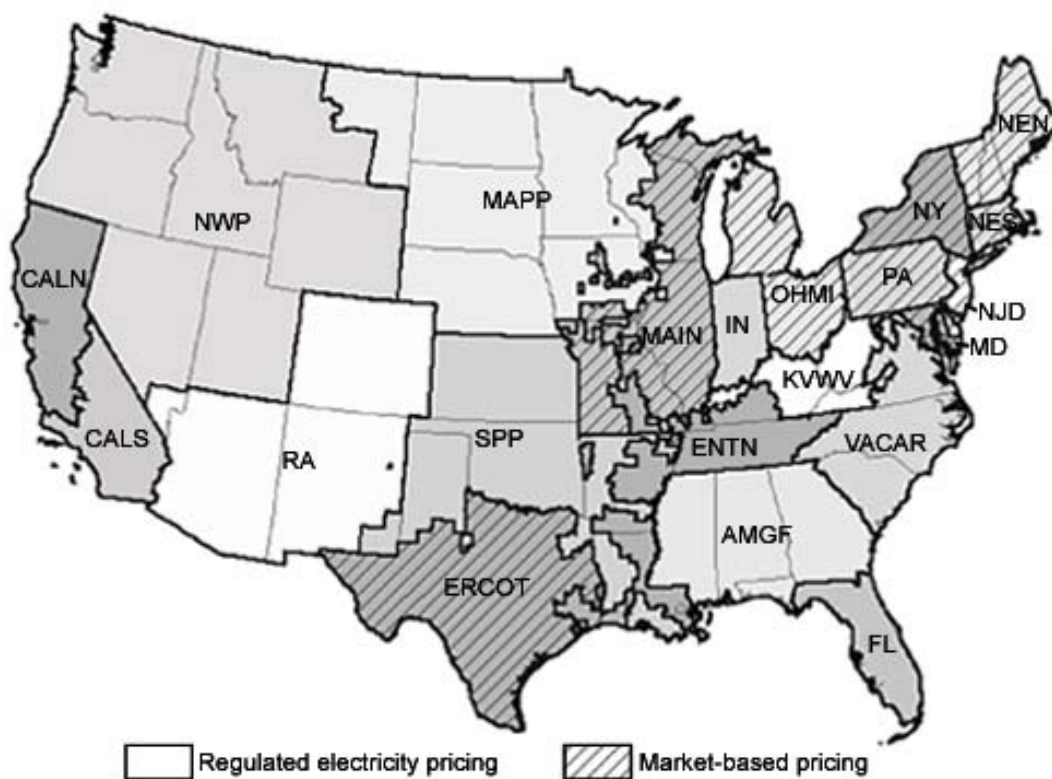 NEN
MAPP
NWP
NY
NES
CALN
PA
OHMI
NJD
MAIN
IN
MD
KVWV
CALS
SPP
ENTN
VACAR
RA
AMGF
ERCOT
FL
Regulated electricity pricing
Market-based pricing